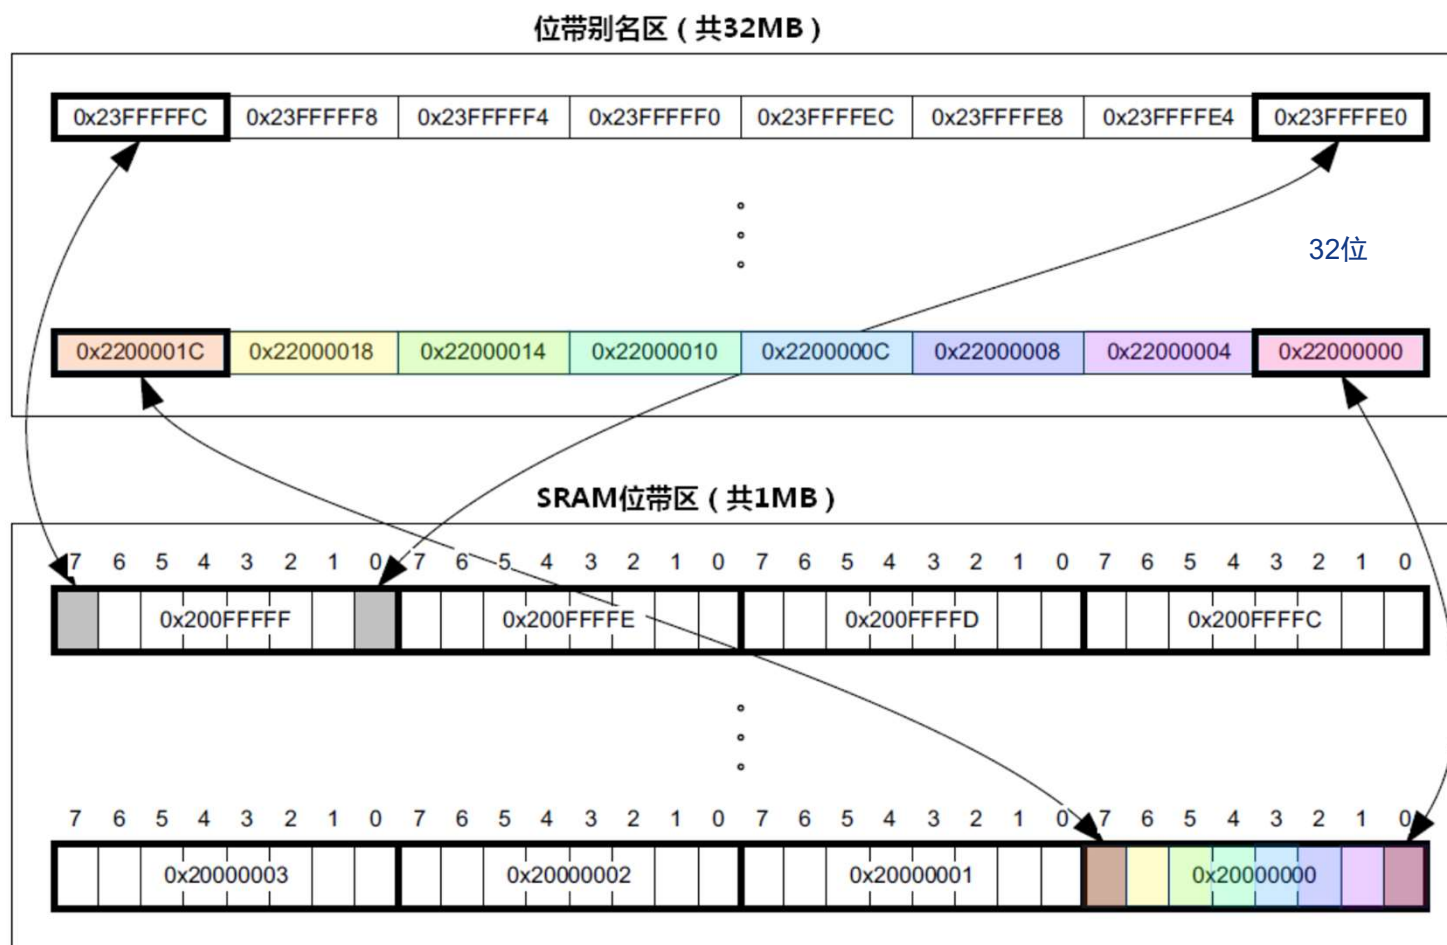 位带别名区（共32MB）
0x23FFFFFC 0x23FFFFF8 0x23FFFFF4 0x23FFFFF0 0x23FFFFEC 0x23FFFFE8 0x23FFFFE4 0x23FFFFE0
32位
0x2200001C 0x22000018 0x22000014 0x22000010 0x2200000C 0x22000008 0x22000004 0x22000000
SRAM位带区（共1MB）
7 6 5 4 3 2 1 0 7 6 5 4 3 2 1 0 7 6 5 4 3 2 1 0 7 6 5 4 3 2 1 0
0x200FFFFF 0x200FFFFE 0x200FFFFD 0x200FFFFC
7 6 5 4 3 2 1 0 7 6 5 4 3 2 1 0 7 6 5 4 3 2 1 0 7 6 5 4 3 2 1 0
0x20000003 0x20000002 0x20000001 0x20000000